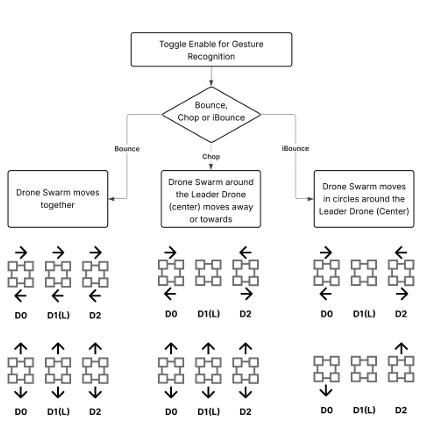 Toggle Enable for Gesture
Recognition
Bounce,
Chop or iBounce
Bounce
Chop
iBounce
Drone Swarm moves
together
Drone Swarm around
the Leader Drone
(center) moves away
or towards
Drone Swarm moves
in circles around the
Leader Drone (Center)
D0 D1(L) D2
D0 D1(L) D2
D0 D1(L) D2
D0 D1(L) D2
D0 D1(L) D2
D0 D1(L) D2